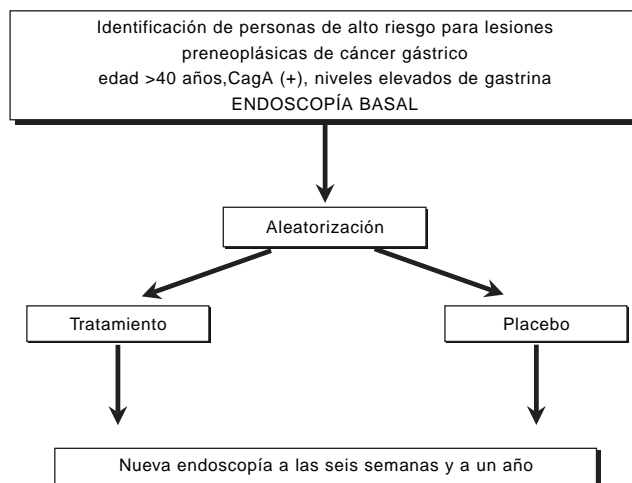 Identificación de personas de alto riesgo para lesiones
preneoplásicas de cáncer gástrico
edad >40 años,CagA (+), niveles elevados de gastrina
ENDOSCOPÍA BASAL
Aleatorización
Tratamiento
Placebo
Nueva endoscopía a las seis semanas y a un año